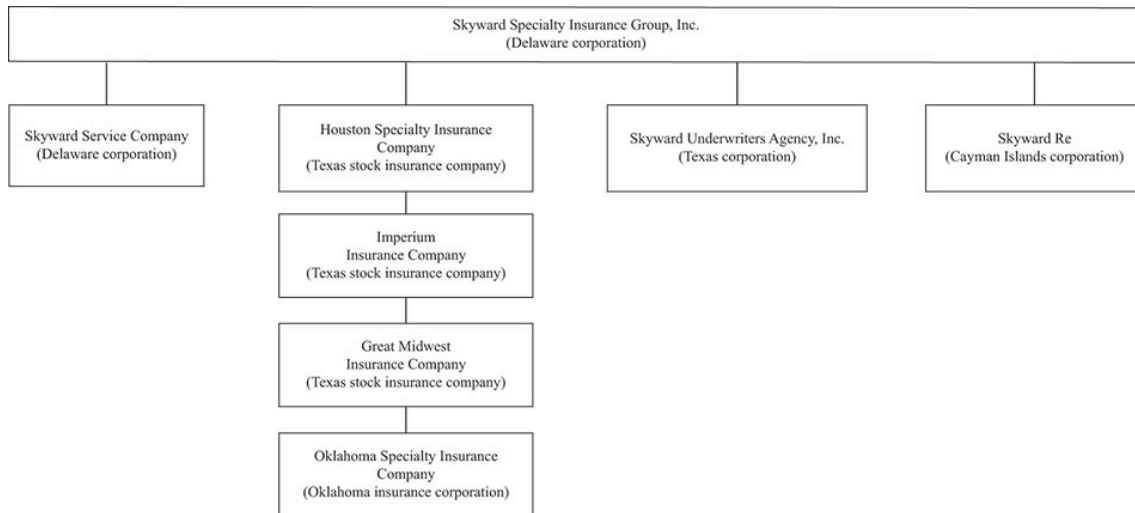 Skyward Specialty Insurance Group, Inc.
(Delaware corporation)
Skyward Service Company
(Delaware corporation)
Houston Specialty Insurance
Company
(Texas stock insurance company)
Skyward Underwriters Agency, Inc.
(Texas corporation)
Skyward Re
(Cayman Islands corporation)
Imperium
Insurance Company
(Texas stock insurance company)
Great Midwest
Insurance Company
(Texas stock insurance company)
Oklahoma Specialty Insurance
Company
(Oklahoma insurance corporation)